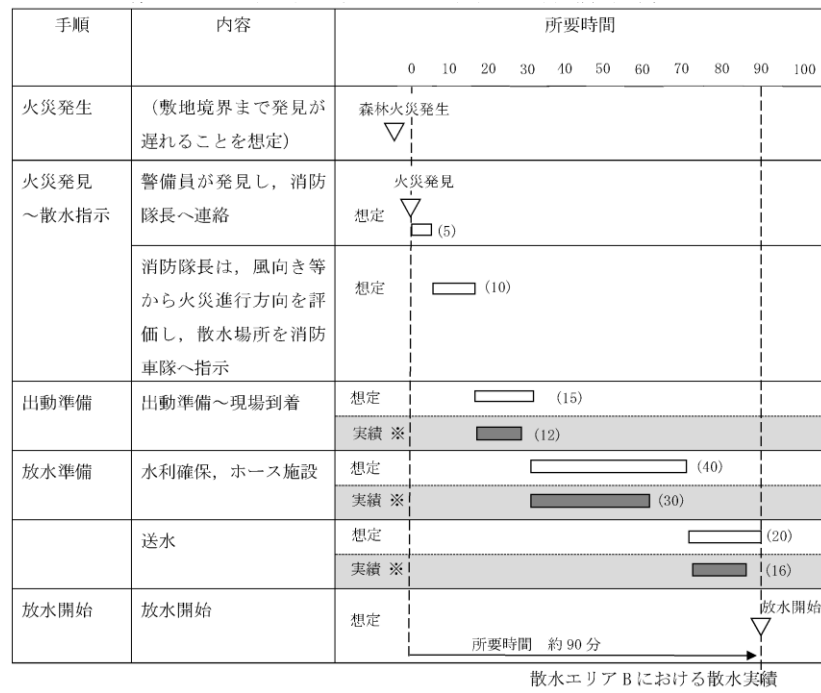 手順 内容 所要時間
0 10 20 30 40 50 60 70 80 90 100
火災発生 （敷地境界まで発見が 森林火災発生
遅れることを想定）
火災発見 警備員が発見し，消防 火災発見
～散水指示 隊長へ連絡 想定 (5)
消防隊長は，風向き等 想定 (10)
から火災進行方向を評
価し，散水場所を消防
車隊へ指示
出動準備 出動準備～現場到着 想定 (15)
実績 ※ (12)
放水準備 水利確保，ホース施設 想定 (40)
実績 ※ (30)
送水 想定 (20)
実績 ※ (16)
放水開始 放水開始 想定 放水開始
所要時間 約90分
散水エリア B における散水実績